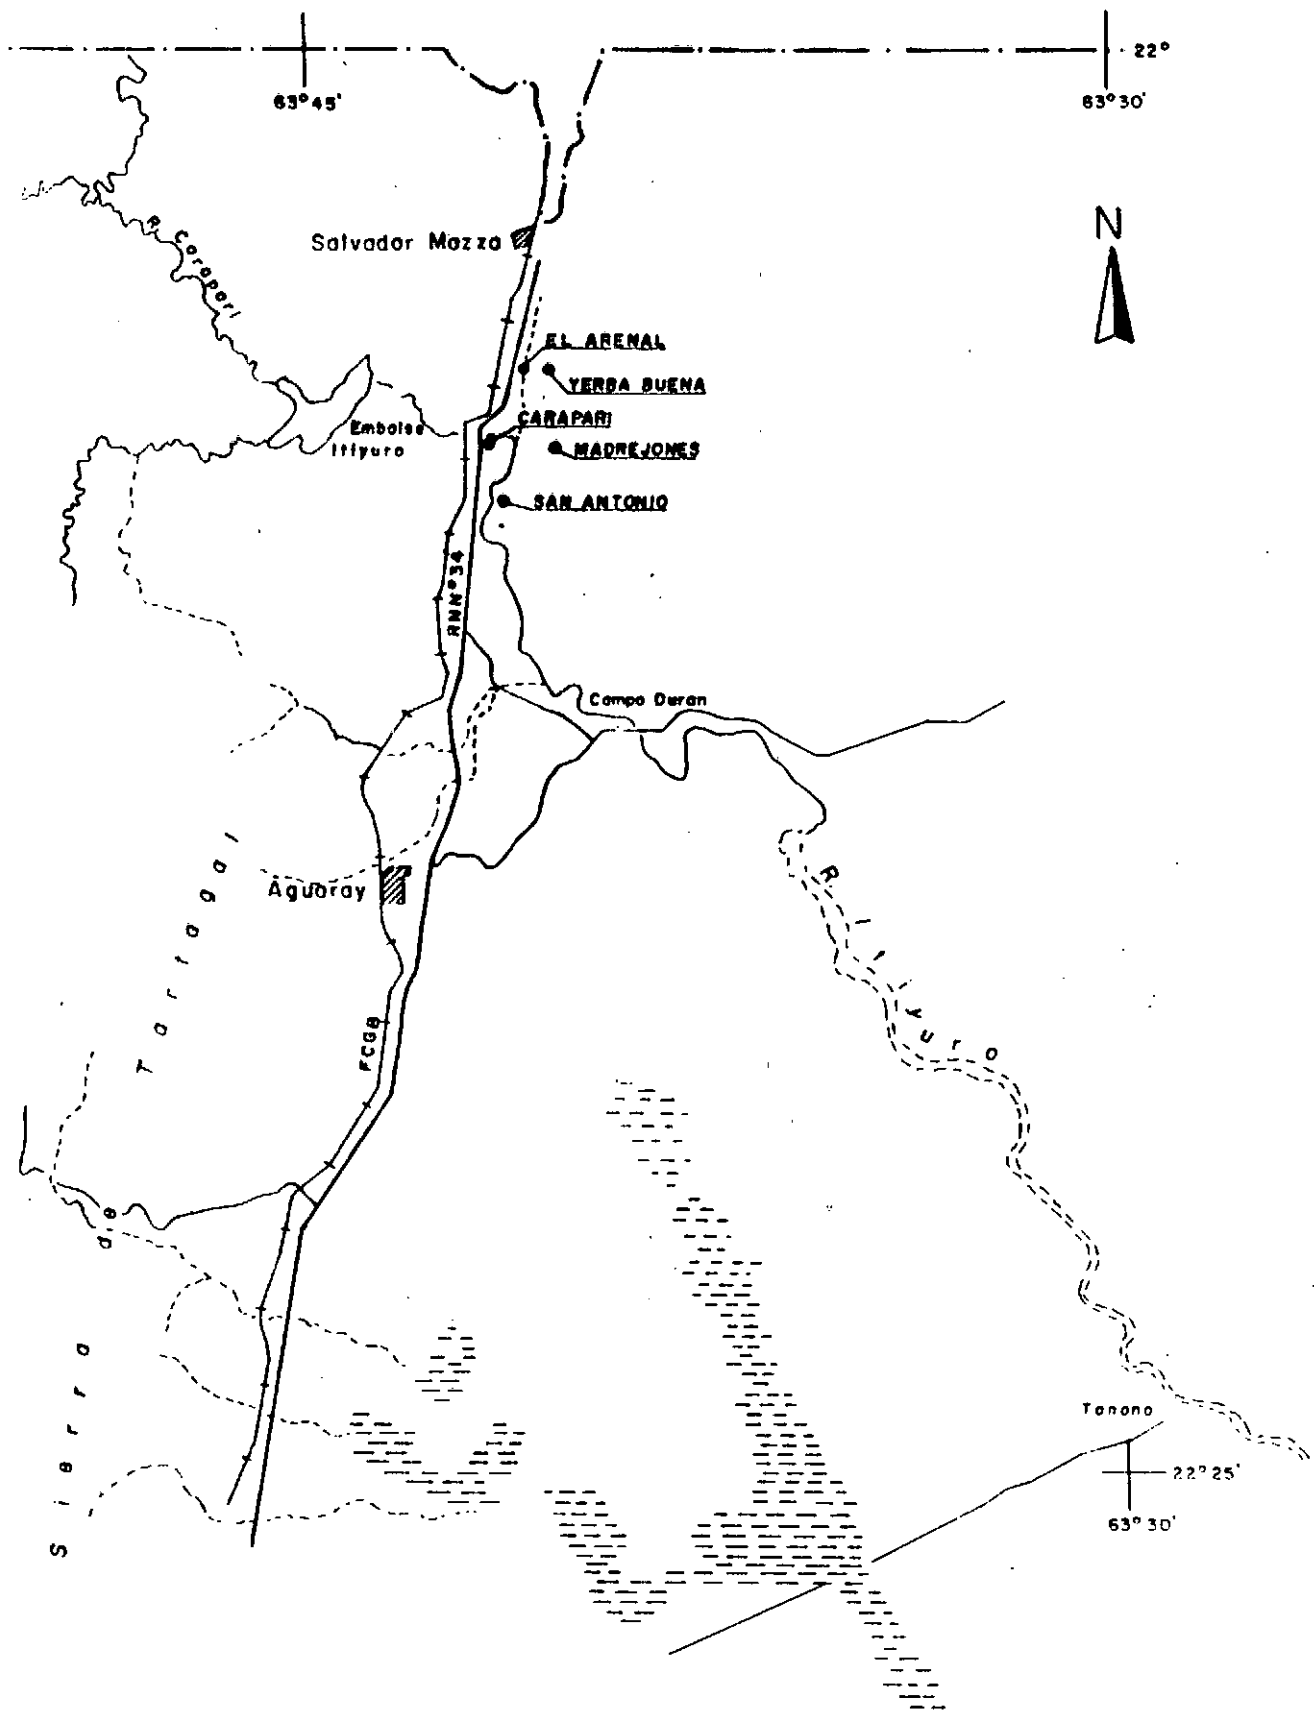 22°
63°45'
63°30'
N
R. Carapari
Salvador Mazza
EL ARENAL
YERBA BUENA
CARAPARI
Embalse
Itiyuro
MADREJONES
SAN ANTONIO
RNN°34
Campo Duran
Aguaray
R. Itiyuro
FCGB
Sierra de Tartagal
Tonono
22°25'
63°30'